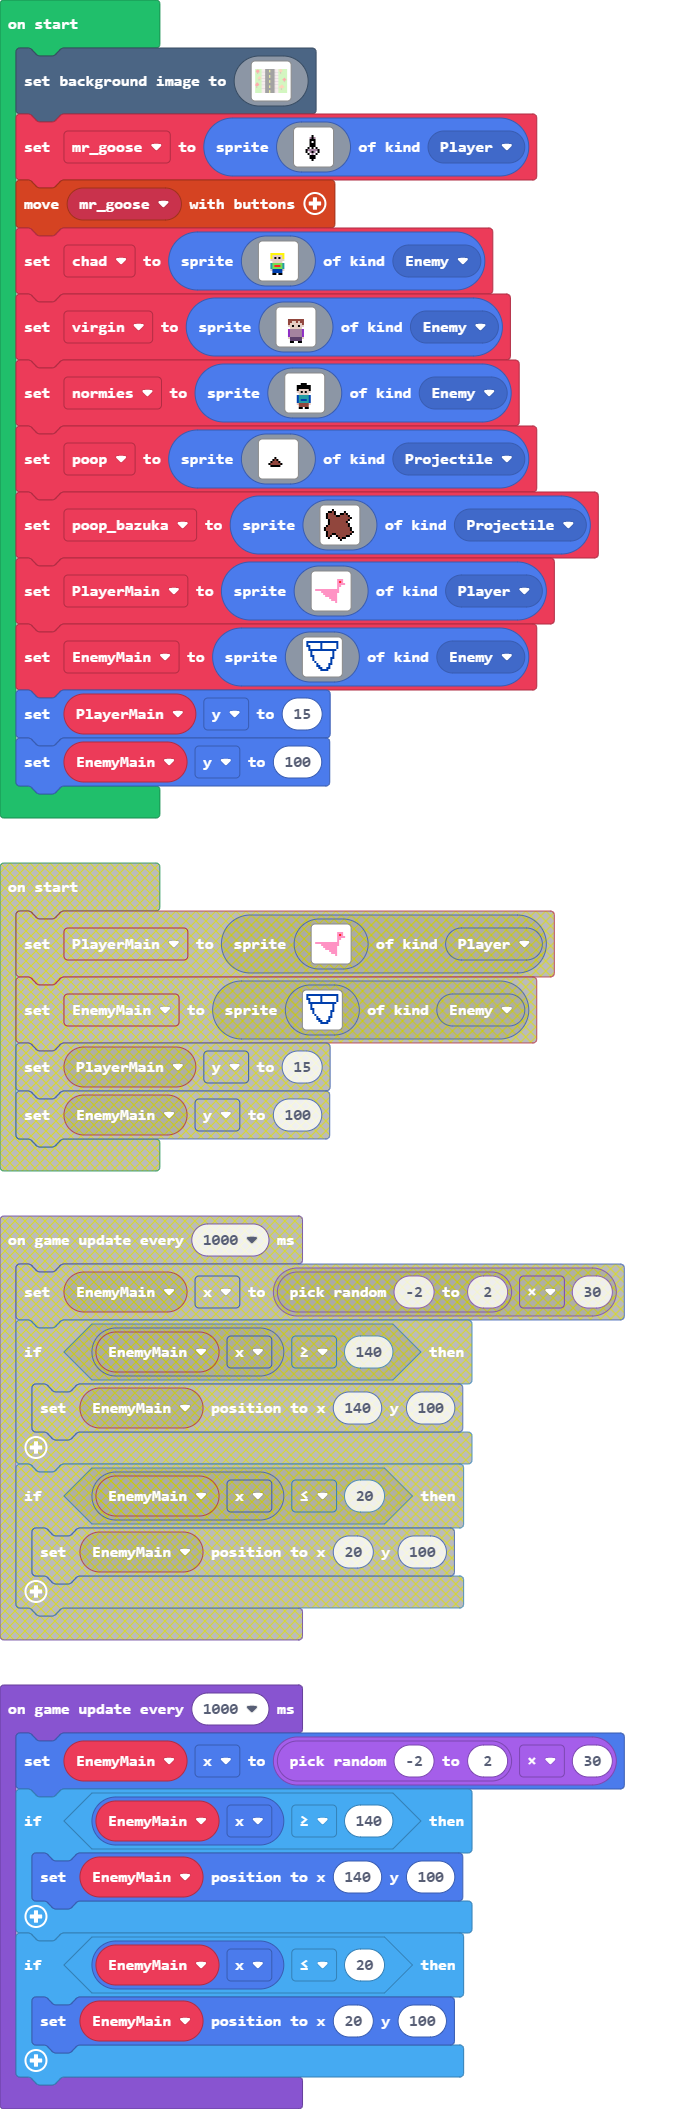 on start
set background image to
set mr_goose to sprite of kind Player
move mr_goose with buttons
set chad to sprite of kind Enemy
set virgin to sprite of kind Enemy
set normies to sprite of kind Enemy
set poop to sprite of kind Projectile
set poop_bazuka to sprite of kind Projectile
set PlayerMain to sprite of kind Player
set EnemyMain to sprite of kind Enemy
set PlayerMain y to 15
set EnemyMain y to 100
on start
set PlayerMain to sprite of kind Player
set EnemyMain to sprite of kind Enemy
set PlayerMain y to 15
set EnemyMain y to 100
on game update every 1000 ms
set EnemyMain x to pick random -2 to 2 × 30
if EnemyMain x ≥ 140 then
set EnemyMain position to x 140 y 100
if EnemyMain x ≤ 20 then
set EnemyMain position to x 20 y 100
on game update every 1000 ms
set EnemyMain x to pick random -2 to 2 × 30
if EnemyMain x ≥ 140 then
set EnemyMain position to x 140 y 100
if EnemyMain x ≤ 20 then
set EnemyMain position to x 20 y 100